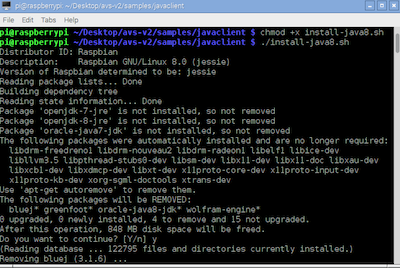 pi@raspberrypi: ~/Desktop/avs-v2/samples/javaclient
File Edit Tabs Help
pi@raspberrypi ~/Desktop/avs-v2/samples/javaclient $ chmod +x install-java8.sh
pi@raspberrypi ~/Desktop/avs-v2/samples/javaclient $ ./install-java8.sh
Distributor ID: Raspbian
Description: Raspbian GNU/Linux 8.0 (jessie)
Version of Raspbian determined to be: jessie
Reading package lists... Done
Building dependency tree
Reading state information... Done
Package 'openjdk-7-jre' is not installed, so not removed
Package 'openjdk-8-jre' is not installed, so not removed
Package 'oracle-java7-jdk' is not installed, so not removed
The following packages were automatically installed and are no longer required:
libdrm-freedreno1 libdrm-nouveau2 libdrm-radeon1 libelf1 libice-dev
libllvm3.5 libpthread-stubs0-dev libsm-dev libx11-dev libx11-doc libxau-dev
libxcb1-dev libxdmcp-dev libxt-dev x11proto-core-dev x11proto-input-dev
x11proto-kb-dev xorg-sgml-doctools xtrans-dev
Use 'apt-get autoremove' to remove them.
The following packages will be REMOVED:
bluej* greenfoot* oracle-java8-jdk* wolfram-engine*
0 upgraded, 0 newly installed, 4 to remove and 15 not upgraded.
After this operation, 848 MB disk space will be freed.
Do you want to continue? [Y/n] y
(Reading database ... 122795 files and directories currently installed.)
Removing bluej (3.1.6) ...